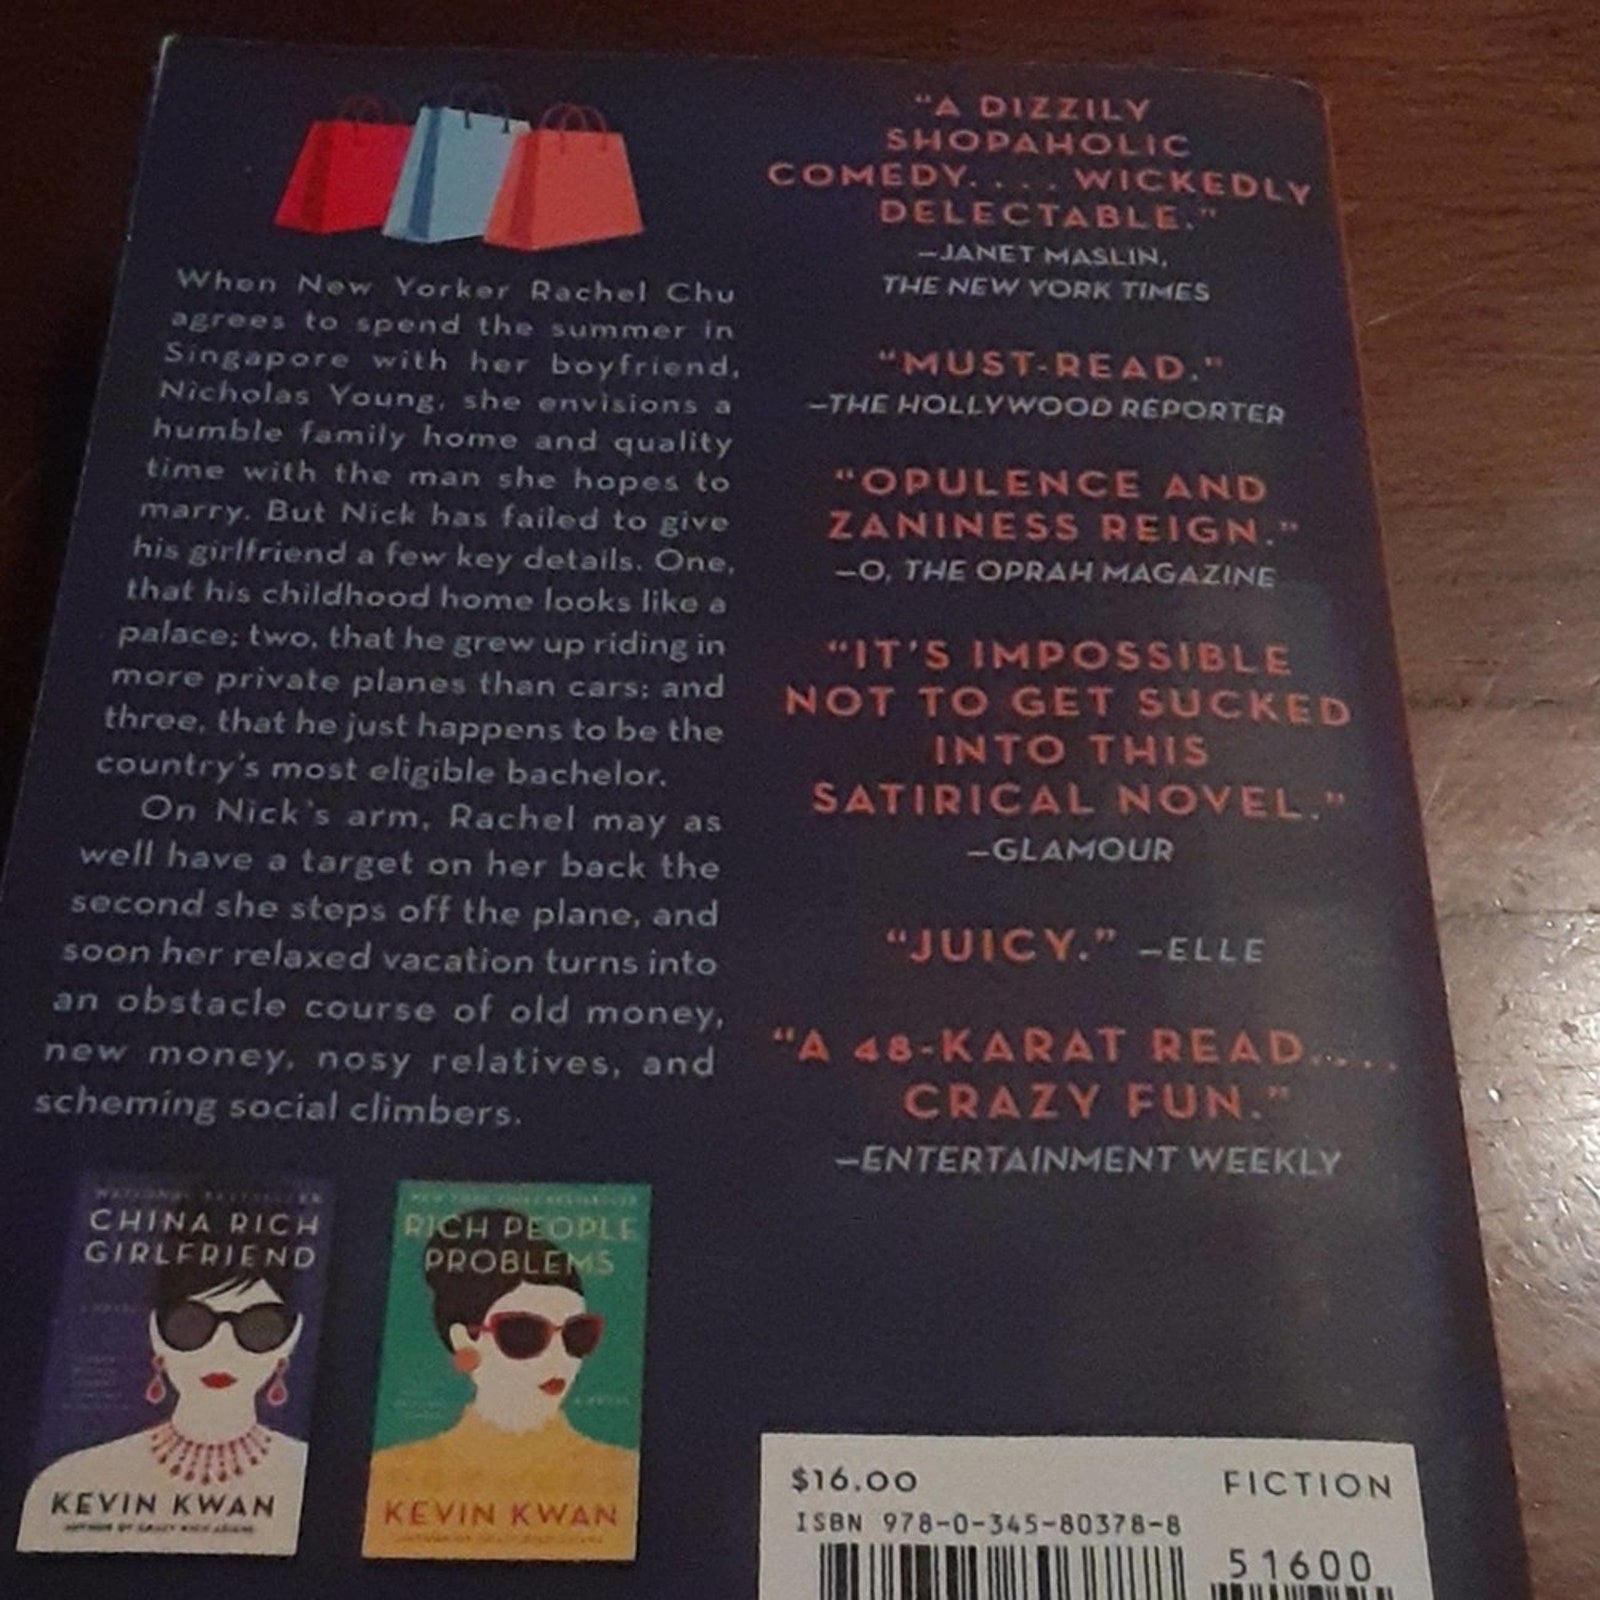 When New Yorker Rachel Chu
agrees to spend the summer in
Singapore with her boyfriend,
Nicholas Young, she envisions a
humble family home and quality
time with the man she hopes to
marry. But Nick has failed to give
his girlfriend a few key details. One,
that his childhood home looks like a
palace; two, that he grew up riding in
more private planes than cars; and
three, that he just happens to be the
country's most eligible bachelor.
On Nick's arm, Rachel may as
well have a target on her back the
second she steps off the plane, and
soon her relaxed vacation turns into
an obstacle course of old money,
new money, nosy relatives, and
scheming social climbers.
"A DIZZILY
SHOPAHOLIC
COMEDY. . . . WICKEDLY
DELECTABLE."
—JANET MASLIN,
THE NEW YORK TIMES
"MUST-READ."
—THE HOLLYWOOD REPORTER
"OPULENCE AND
ZANINESS REIGN."
—O, THE OPRAH MAGAZINE
"IT'S IMPOSSIBLE
NOT TO GET SUCKED
INTO THIS
SATIRICAL NOVEL."
—GLAMOUR
"JUICY." —ELLE
"A 48-KARAT READ. . . .
CRAZY FUN."
—ENTERTAINMENT WEEKLY
NATIONAL BESTSELLER
CHINA RICH
GIRLFRIEND
A NOVEL
KEVIN KWAN
AUTHOR OF CRAZY RICH ASIANS
NEW YORK TIMES BESTSELLER
RICH PEOPLE
PROBLEMS
A NOVEL
KEVIN KWAN
$16.00
FICTION
ISBN 978-0-345-80378-8
51600